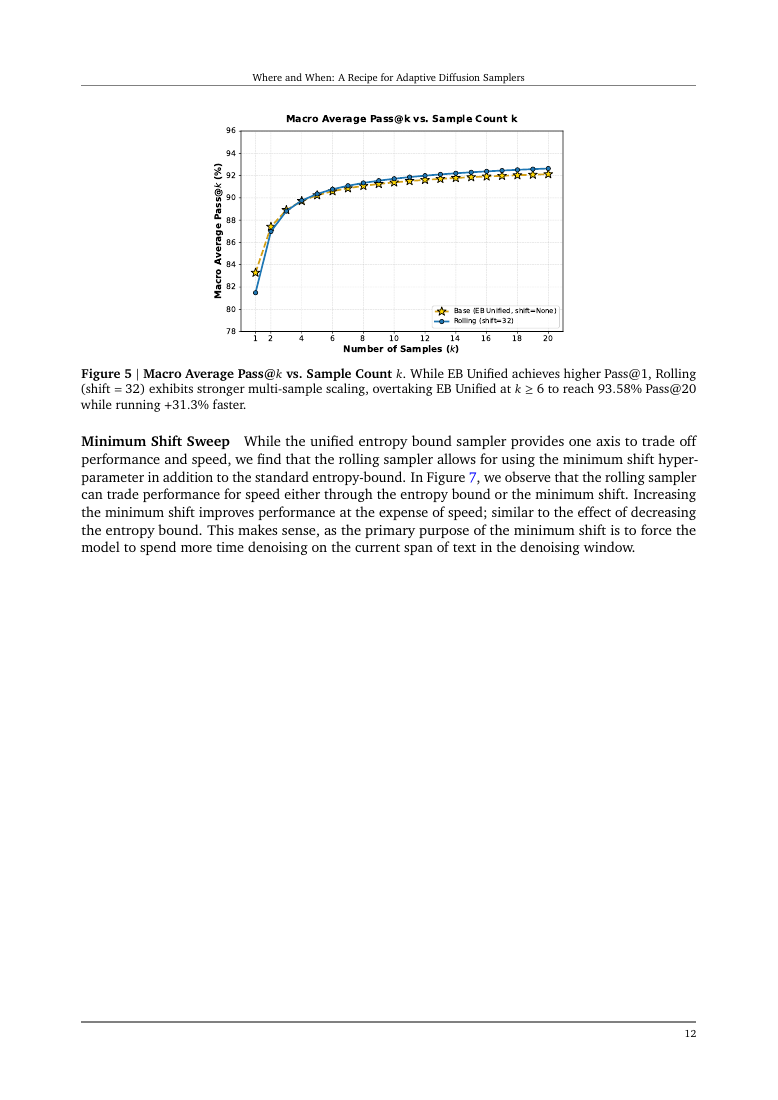 Where and When: A Recipe for Adaptive Diffusion Samplers
Macro Average Pass@k vs. Sample Count k
Macro Average Pass@k (%)
96
94
92
90
88
86
84
82
80
78
Base (EB Unified, shift=None)
Rolling (shift=32)
1 2 4 6 8 10 12 14 16 18 20
Number of Samples (k)
Figure 5 | Macro Average Pass@k vs. Sample Count k. While EB Unified achieves higher Pass@1, Rolling
(shift = 32) exhibits stronger multi-sample scaling, overtaking EB Unified at k ≥ 6 to reach 93.58% Pass@20
while running +31.3% faster.
Minimum Shift Sweep While the unified entropy bound sampler provides one axis to trade off
performance and speed, we find that the rolling sampler allows for using the minimum shift hyper-
parameter in addition to the standard entropy-bound. In Figure 7, we observe that the rolling sampler
can trade performance for speed either through the entropy bound or the minimum shift. Increasing
the minimum shift improves performance at the expense of speed; similar to the effect of decreasing
the entropy bound. This makes sense, as the primary purpose of the minimum shift is to force the
model to spend more time denoising on the current span of text in the denoising window.
12